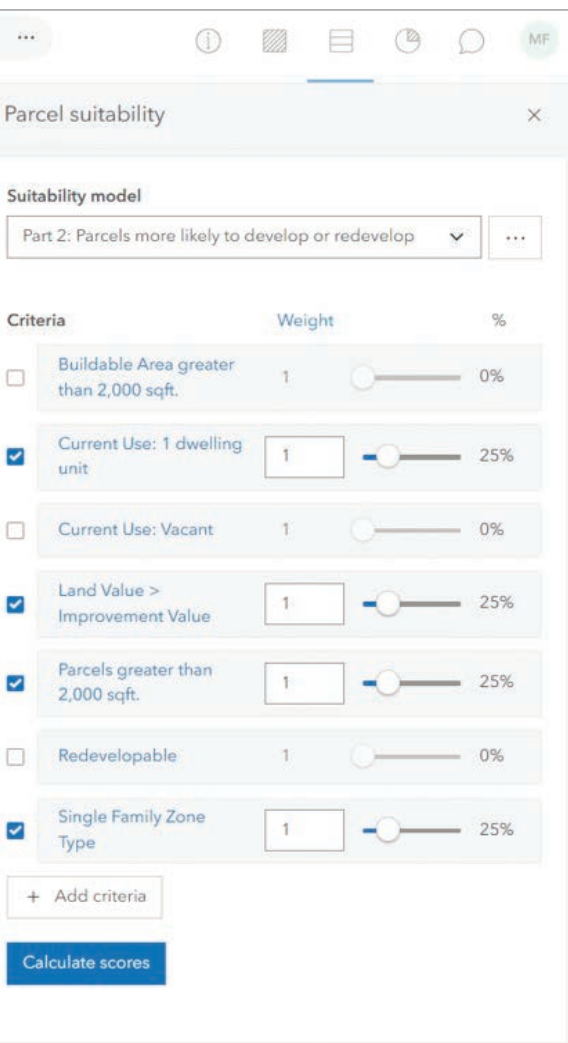 ...
MF
Parcel suitability
Suitability model
Part 2: Parcels more likely to develop or redevelop
...
Criteria Weight %
Buildable Area greater
than 2,000 sqft.
1 0%
Current Use: 1 dwelling
unit
1 25%
Current Use: Vacant 1 0%
Land Value >
Improvement Value
1 25%
Parcels greater than
2,000 sqft.
1 25%
Redevelopable 1 0%
Single Family Zone
Type
1 25%
+ Add criteria
Calculate scores